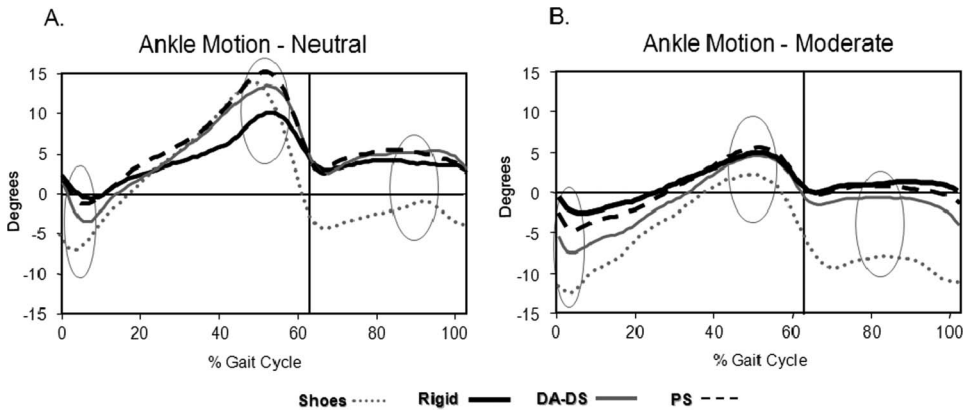 A.
Ankle Motion - Neutral
15
10
5
0
-5
-10
-15
Degrees
0 20 40 60 80 100
% Gait Cycle
B.
Ankle Motion - Moderate
15
10
5
0
-5
-10
-15
Degrees
0 20 40 60 80 100
% Gait Cycle
Shoes Rigid DA-DS PS